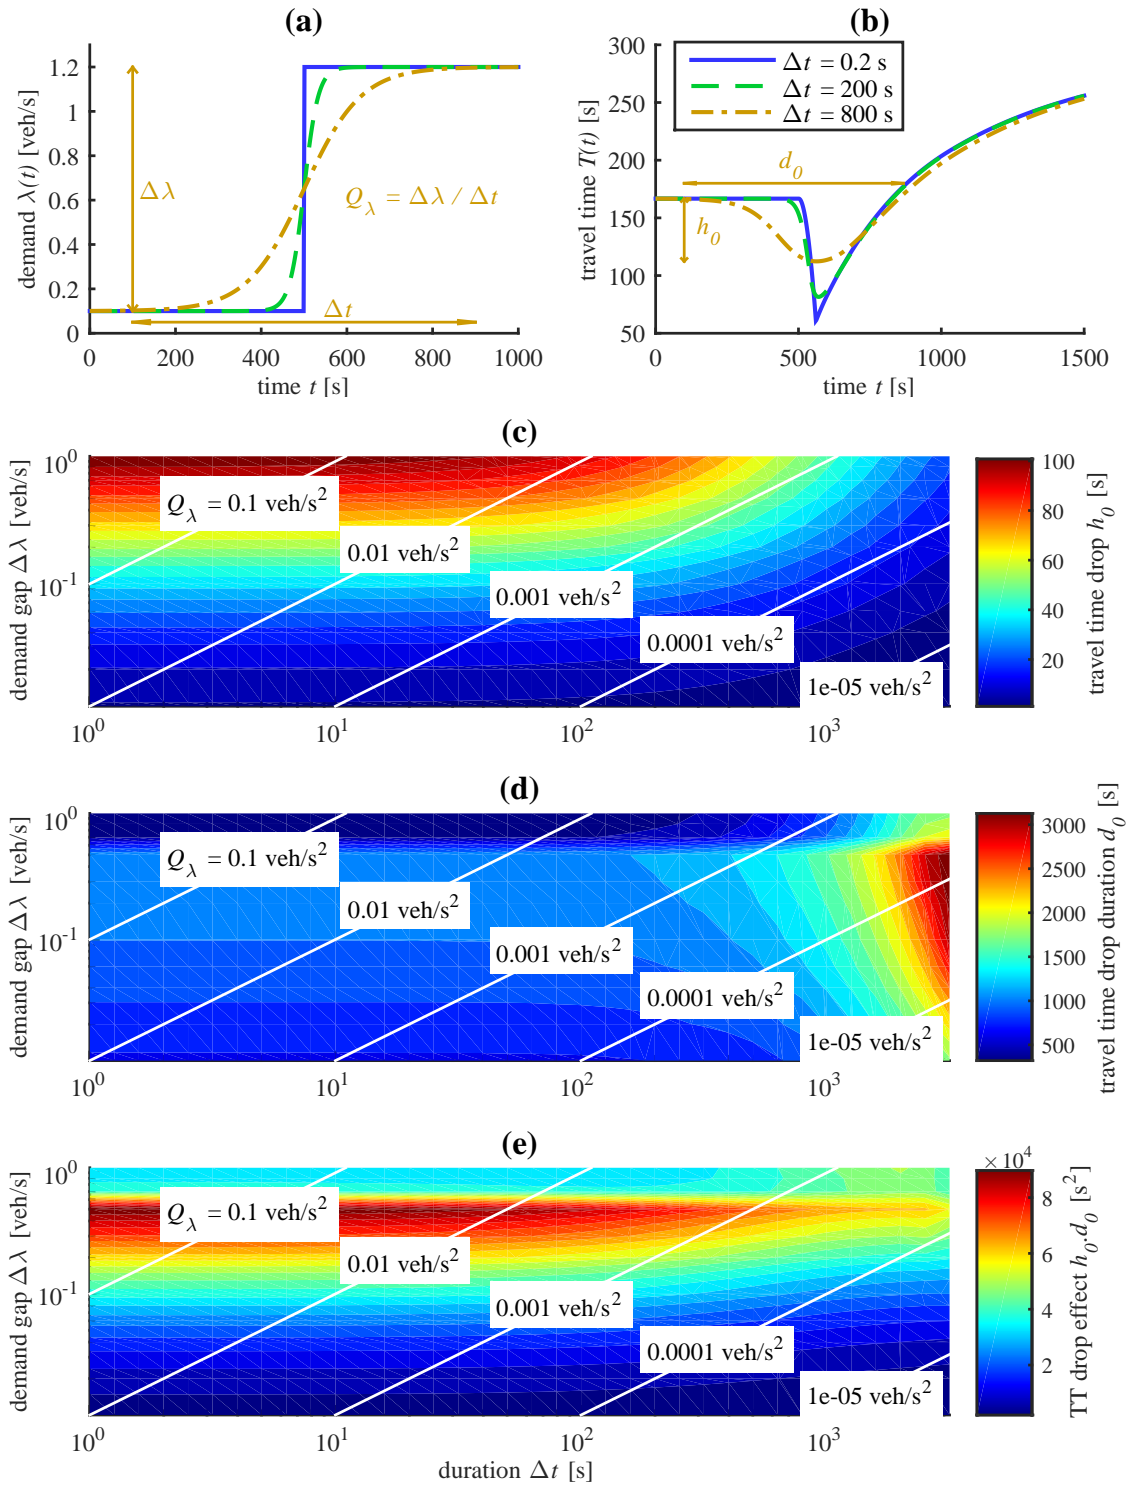 (a)
demand λ(t) [veh/s]
1.2
1
0.8
0.6
0.4
0.2
0
Δλ
Q_λ = Δλ / Δt
Δt
0 200 400 600 800 1000
time t [s]
(b)
travel time T(t) [s]
300
250
200
150
100
50
Δt = 0.2 s
Δt = 200 s
Δt = 800 s
d_0
h_0
0 500 1000 1500
time t [s]
(c)
demand gap Δλ [veh/s]
10^0
10^-1
Q_λ = 0.1 veh/s^2
0.01 veh/s^2
0.001 veh/s^2
0.0001 veh/s^2
1e-05 veh/s^2
10^0 10^1 10^2 10^3
100
80
60
40
20
travel time drop h_0 [s]
(d)
demand gap Δλ [veh/s]
10^0
10^-1
Q_λ = 0.1 veh/s^2
0.01 veh/s^2
0.001 veh/s^2
0.0001 veh/s^2
1e-05 veh/s^2
10^0 10^1 10^2 10^3
3000
2500
2000
1500
1000
500
travel time drop duration d_0 [s]
(e)
demand gap Δλ [veh/s]
10^0
10^-1
Q_λ = 0.1 veh/s^2
0.01 veh/s^2
0.001 veh/s^2
0.0001 veh/s^2
1e-05 veh/s^2
10^0 10^1 10^2 10^3
duration Δt [s]
×10^4
8
6
4
2
TT drop effect h_0.d_0 [s^2]